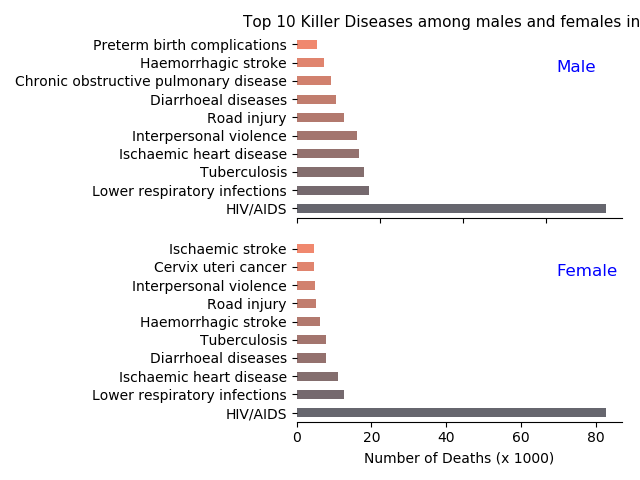 Top 10 Killer Diseases among males and females in
Preterm birth complications
Haemorrhagic stroke
Chronic obstructive pulmonary disease
Diarrhoeal diseases
Road injury
Interpersonal violence
Ischaemic heart disease
Tuberculosis
Lower respiratory infections
HIV/AIDS
Male
Ischaemic stroke
Cervix uteri cancer
Interpersonal violence
Road injury
Haemorrhagic stroke
Tuberculosis
Diarrhoeal diseases
Ischaemic heart disease
Lower respiratory infections
HIV/AIDS
Female
0 20 40 60 80
Number of Deaths (x 1000)